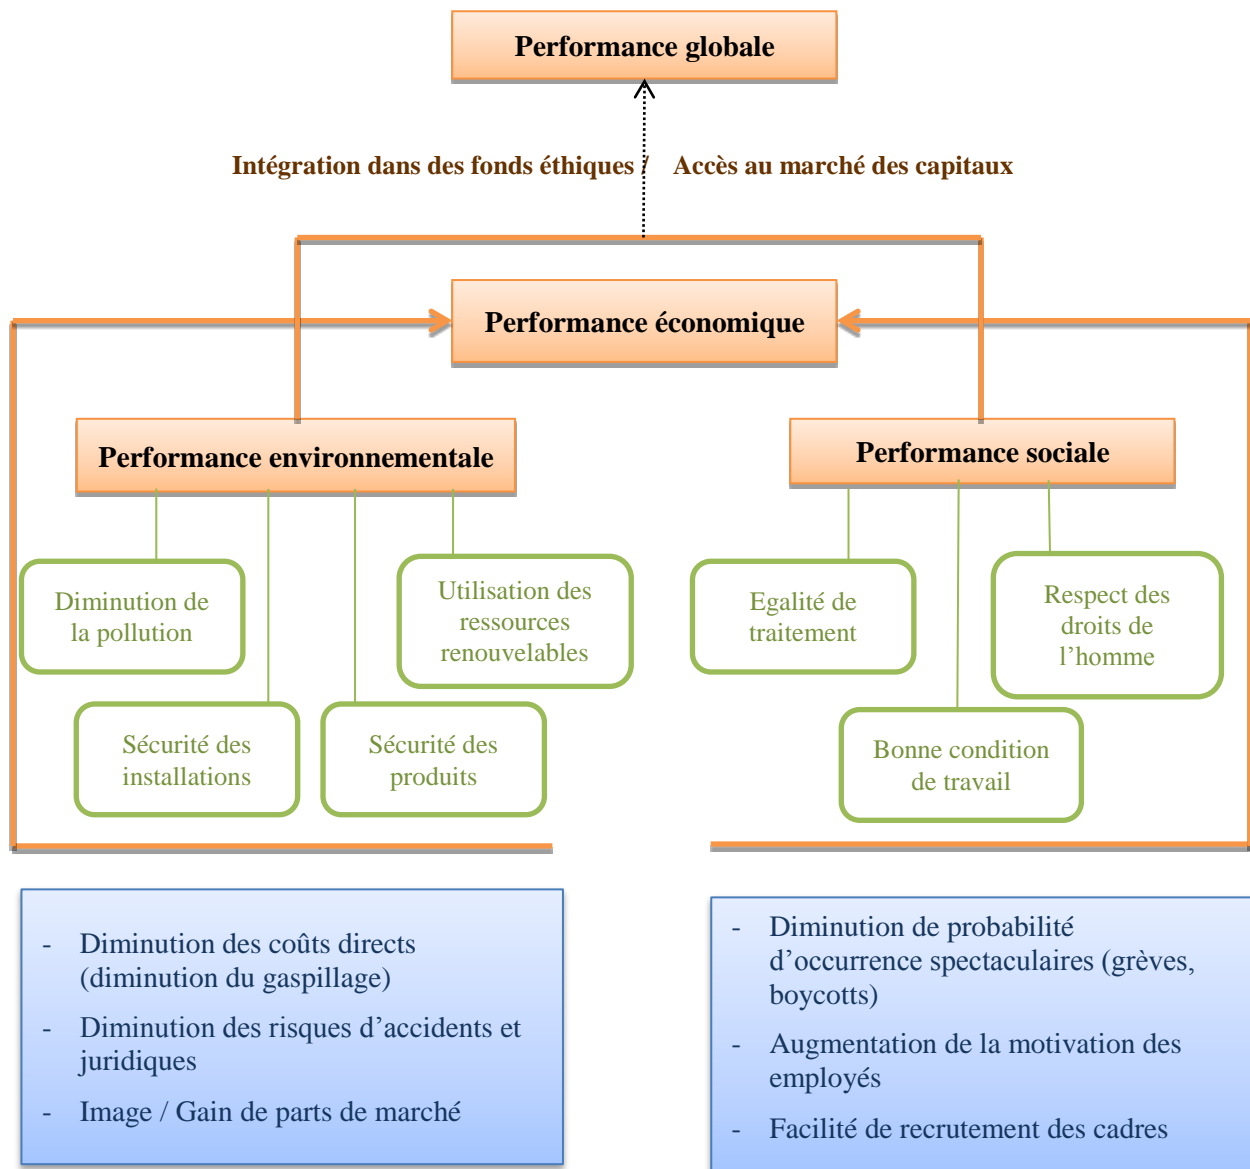 Performance globale
Intégration dans des fonds éthiques / Accès au marché des capitaux
Performance économique
Performance environnementale
Performance sociale
Diminution de
la pollution
Utilisation des
ressources
renouvelables
Sécurité des
installations
Sécurité des
produits
Egalité de
traitement
Respect des
droits de
l’homme
Bonne condition
de travail
- Diminution des coûts directs
(diminution du gaspillage)
- Diminution des risques d’accidents et
juridiques
- Image / Gain de parts de marché
- Diminution de probabilité
d’occurrence spectaculaires (grèves,
boycotts)
- Augmentation de la motivation des
employés
- Facilité de recrutement des cadres